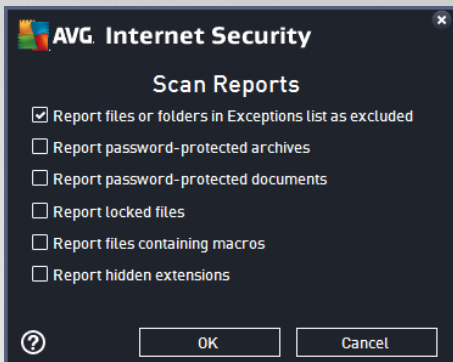 AVG. Internet Security
Scan Reports
Report files or folders in Exceptions list as excluded
Report password-protected archives
Report password-protected documents
Report locked files
Report files containing macros
Report hidden extensions
? OK Cancel